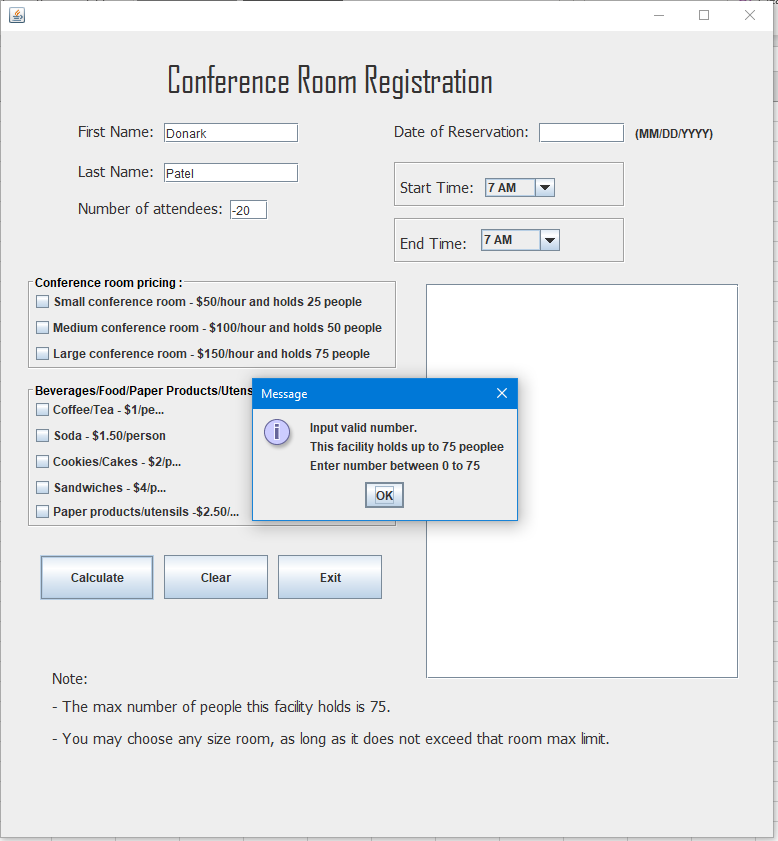 Conference Room Registration
First Name: Donark
Date of Reservation: (MM/DD/YYYY)
Last Name: Patel
Start Time: 7 AM
Number of attendees: -20
End Time: 7 AM
Conference room pricing :
Small conference room - $50/hour and holds 25 people
Medium conference room - $100/hour and holds 50 people
Large conference room - $150/hour and holds 75 people
Beverages/Food/Paper Products/Utens
Coffee/Tea - $1/pe...
Soda - $1.50/person
Cookies/Cakes - $2/p...
Sandwiches - $4/p...
Paper products/utensils -$2.50/...
Message
Input valid number.
This facility holds up to 75 peoplee
Enter number between 0 to 75
OK
Calculate Clear Exit
Note:
- The max number of people this facility holds is 75.
- You may choose any size room, as long as it does not exceed that room max limit.